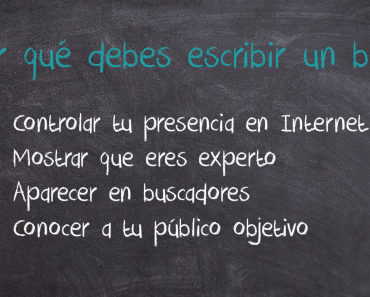 qué debes escribir un
Controlar tu presencia en Internet
Mostrar que eres experto
Aparecer en buscadores
Conocer a tu público objetivo